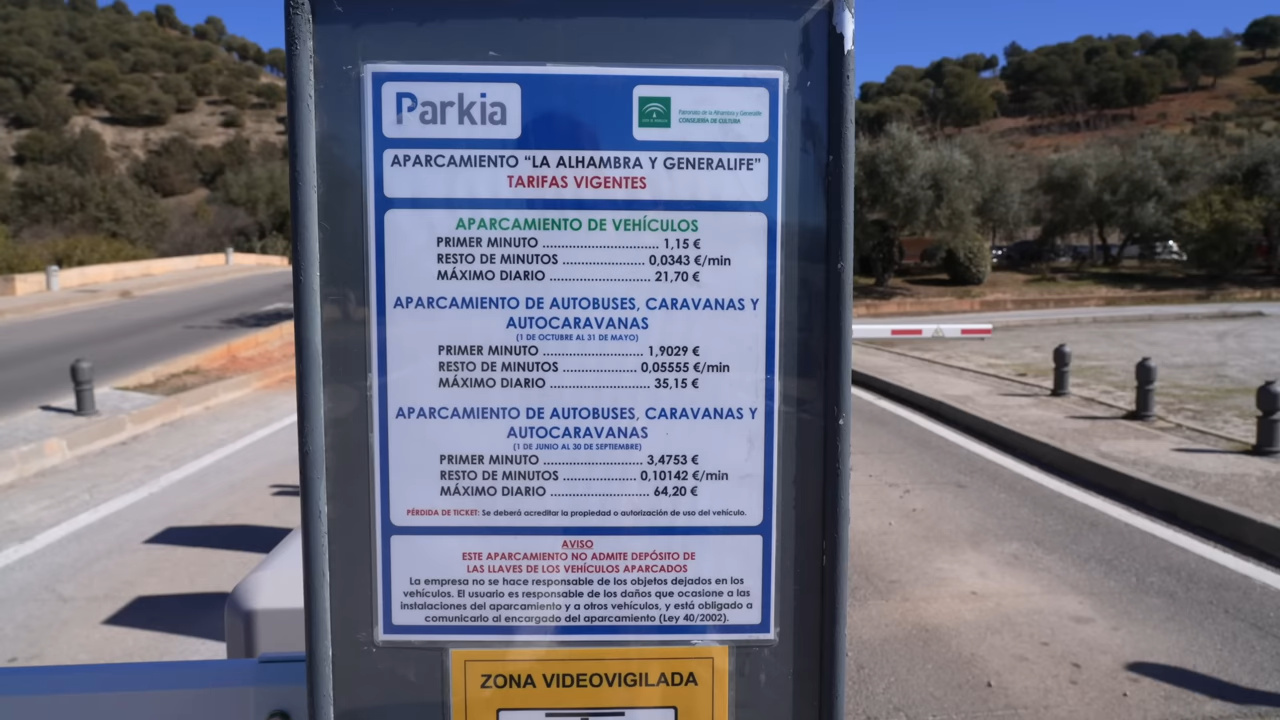 Parkia
Patronato de la Alhambra y Generalife
CONSEJERÍA DE CULTURA
APARCAMIENTO “LA ALHAMBRA Y GENERALIFE”
TARIFAS VIGENTES
APARCAMIENTO DE VEHÍCULOS
PRIMER MINUTO ................................ 1,15 €
RESTO DE MINUTOS ..................... 0,0343 €/min
MÁXIMO DIARIO ........................... 21,70 €
APARCAMIENTO DE AUTOBUSES, CARAVANAS Y
AUTOCARAVANAS
(1 DE OCTUBRE AL 31 DE MAYO)
PRIMER MINUTO .......................... 1,9029 €
RESTO DE MINUTOS ................... 0,05555 €/min
MÁXIMO DIARIO .......................... 35,15 €
APARCAMIENTO DE AUTOBUSES, CARAVANAS Y
AUTOCARAVANAS
(1 DE JUNIO AL 30 DE SEPTIEMBRE)
PRIMER MINUTO .......................... 3,4753 €
RESTO DE MINUTOS ................... 0,10142 €/min
MÁXIMO DIARIO .......................... 64,20 €
PÉRDIDA DE TICKET: Se deberá acreditar la propiedad o autorización de uso del vehículo.
AVISO
ESTE APARCAMIENTO NO ADMITE DEPÓSITO DE
LAS LLAVES DE LOS VEHÍCULOS APARCADOS
La empresa no se hace responsable de los objetos dejados en los
vehículos. El usuario es responsable de los daños que ocasione a las
instalaciones del aparcamiento y a otros vehículos, y está obligado a
comunicarlo al encargado del aparcamiento (Ley 40/2002).
ZONA VIDEOVIGILADA